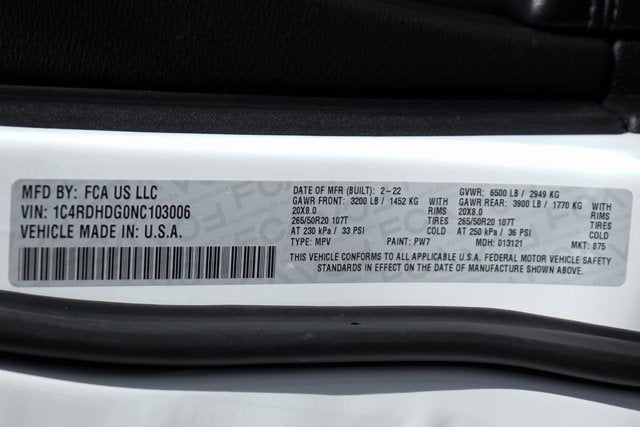 MFD BY: FCA US LLC
VIN: 1C4RDHDG0NC103006
VEHICLE MADE IN: U.S.A.
DATE OF MFR (BUILT): 2-22 GVWR: 6500 LB / 2949 KG
GAWR FRONT: 3200 LB / 1452 KG WITH GAWR REAR: 3900 LB / 1770 KG WITH
20X8.0 20X8.0
265/50R20 107T TIRES 265/50R20 107T TIRES
AT 230 kPa / 33 PSI COLD AT 250 kPa / 36 PSI COLD
TYPE: MPV PAINT: PW7 MDH: 013121 MKT: 875
THIS VEHICLE CONFORMS TO ALL APPLICABLE U.S.A. FEDERAL MOTOR VEHICLE SAFETY
STANDARDS IN EFFECT ON THE DATE OF MANUFACTURE SHOWN ABOVE.